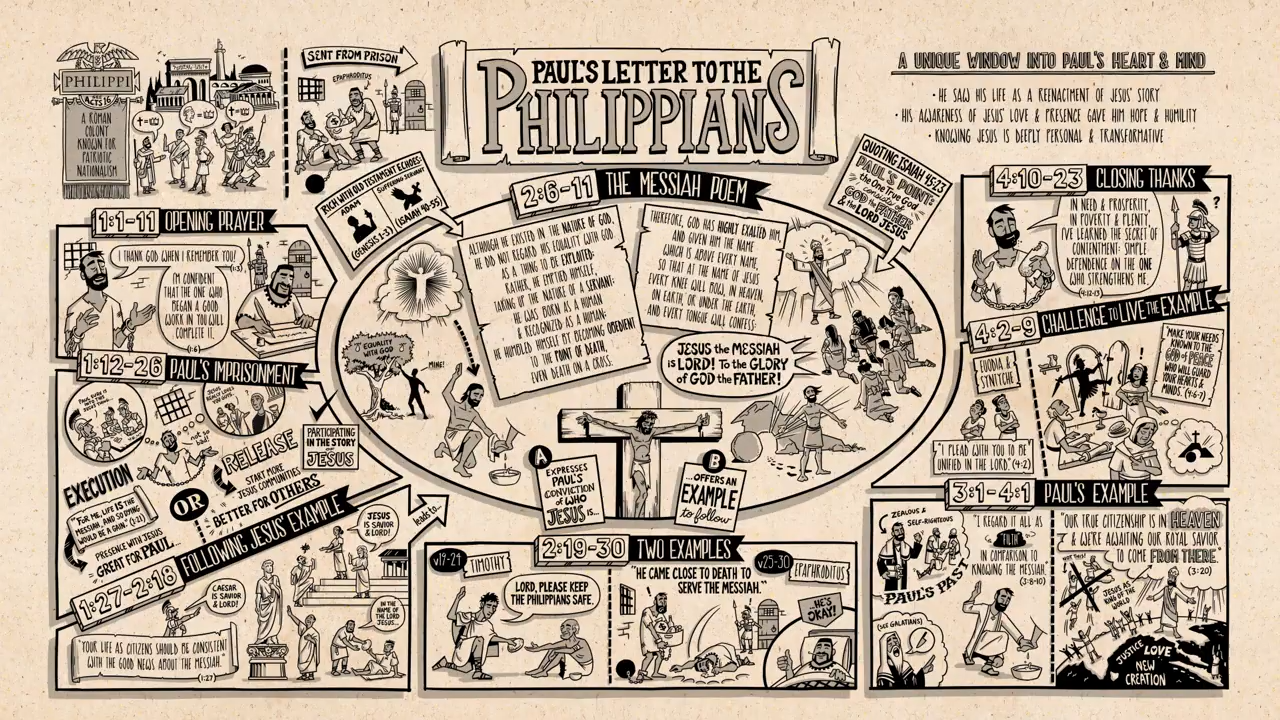 PHILIPPI
ACTS 16
A ROMAN
COLONY
KNOWN FOR
PATRIOTIC
NATIONALISM
SENT FROM PRISON
EPAPHRODITUS
PAUL'S LETTER TO THE
PHILIPPIANS
A UNIQUE WINDOW INTO PAUL'S HEART & MIND
• HE SAW HIS LIFE AS A REENACTMENT OF JESUS' STORY
• HIS AWARENESS OF JESUS' LOVE & PRESENCE GAVE HIM HOPE & HUMILITY
• KNOWING JESUS IS DEEPLY PERSONAL & TRANSFORMATIVE
1:1-11 OPENING PRAYER
I THANK GOD WHEN I REMEMBER YOU!
(1:3)
I'M CONFIDENT
THAT THE ONE WHO
BEGAN A GOOD
WORK IN YOU WILL
COMPLETE IT.
(1:6)
1:12-26 PAUL'S IMPRISONMENT
EXECUTION
OR
RELEASE
"FOR ME, LIFE IS THE
MESSIAH, AND SO DYING
WOULD BE A GAIN." (1:21)
PRESENCE WITH JESUS
= GREAT FOR PAUL...
START MORE
JESUS COMMUNITIES
= BETTER FOR OTHERS
PARTICIPATING
IN THE STORY
OF
JESUS
1:27-2:18 FOLLOWING JESUS' EXAMPLE
leads to...
CAESAR
IS SAVIOR
& LORD!
JESUS
IS SAVIOR
& LORD!
IN THE
NAME OF
THE LORD
JESUS...
"YOUR LIFE AS CITIZENS SHOULD BE CONSISTENT
WITH THE GOOD NEWS ABOUT THE MESSIAH."
(1:27)
RICH WITH OLD TESTAMENT ECHOES:
ADAM
(GENESIS 1-3)
SUFFERING SERVANT
(ISAIAH 40-55)
2:6-11 THE MESSIAH POEM
ALTHOUGH HE EXISTED IN THE NATURE OF GOD,
HE DID NOT REGARD HIS EQUALITY WITH GOD
AS A THING TO BE EXPLOITED;
RATHER, HE EMPTIED HIMSELF,
TAKING UP THE NATURE OF A SERVANT:
HE WAS BORN AS A HUMAN
& RECOGNIZED AS A HUMAN;
HE HUMBLED HIMSELF BY BECOMING OBEDIENT
TO THE POINT OF DEATH,
EVEN DEATH ON A CROSS.
THEREFORE, GOD HAS HIGHLY EXALTED HIM,
AND GIVEN HIM THE NAME
WHICH IS ABOVE EVERY NAME,
SO THAT AT THE NAME OF JESUS
EVERY KNEE WILL BOW, IN HEAVEN,
ON EARTH, OR UNDER THE EARTH,
AND EVERY TONGUE WILL CONFESS:
JESUS THE MESSIAH
IS LORD! TO THE GLORY
OF GOD THE FATHER!
QUOTING ISAIAH 45:23
PAUL'S POINT:
the One True God
GOD the FATHER
& the LORD JESUS
EQUALITY
WITH GOD
MINE!
A
EXPRESSES
PAUL'S
CONVICTION
of WHO
JESUS IS...
B
...OFFERS AN
EXAMPLE
to follow
2:19-30 TWO EXAMPLES
v19-24
TIMOTHY
LORD, PLEASE KEEP
THE PHILIPPIANS SAFE.
"HE CAME CLOSE TO DEATH TO
SERVE THE MESSIAH."
v25-30
EPAPHRODITUS
HE'S
OKAY!
4:10-23 CLOSING THANKS
IN NEED & PROSPERITY,
IN POVERTY & PLENTY,
I'VE LEARNED THE SECRET OF
CONTENTMENT: SIMPLE
DEPENDENCE ON THE ONE
WHO STRENGTHENS ME.
(4:12-13)
?
4:2-9 CHALLENGE TO LIVE THE EXAMPLE
EUODIA &
SYNTYCHE
"I PLEAD WITH YOU TO BE
UNIFIED IN THE LORD" (4:2)
"MAKE YOUR NEEDS
KNOWN TO THE
GOD OF PEACE,
WHO WILL GUARD
YOUR HEARTS &
MINDS." (4:6-7)
3:1-4:1 PAUL'S EXAMPLE
ZEALOUS &
SELF-RIGHTEOUS
PAUL'S PAST
(SEE GALATIANS)
"I REGARD IT ALL AS
"FILTH"
IN COMPARISON TO
KNOWING THE MESSIAH."
(3:8-10)
"OUR TRUE CITIZENSHIP IS IN HEAVEN
& WE'RE AWAITING OUR ROYAL SAVIOR
TO COME FROM THERE."
(3:20)
NOT THIS!
JESUS IS
KING OF THE
WORLD
JUSTICE LOVE
NEW
CREATION